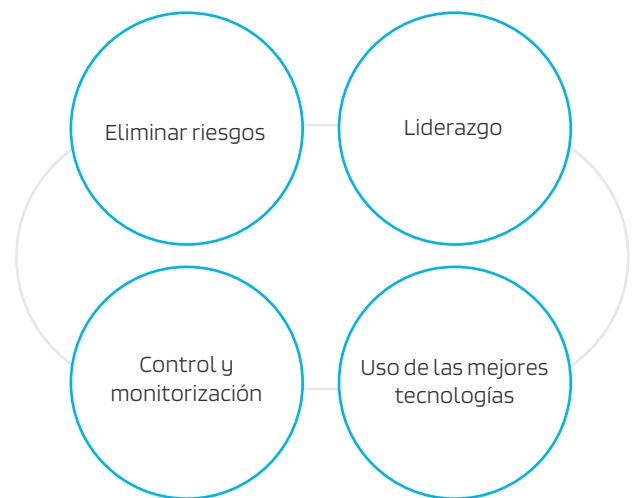 Eliminar riesgos
Liderazgo
Control y
monitorización
Uso de las mejores
tecnologías